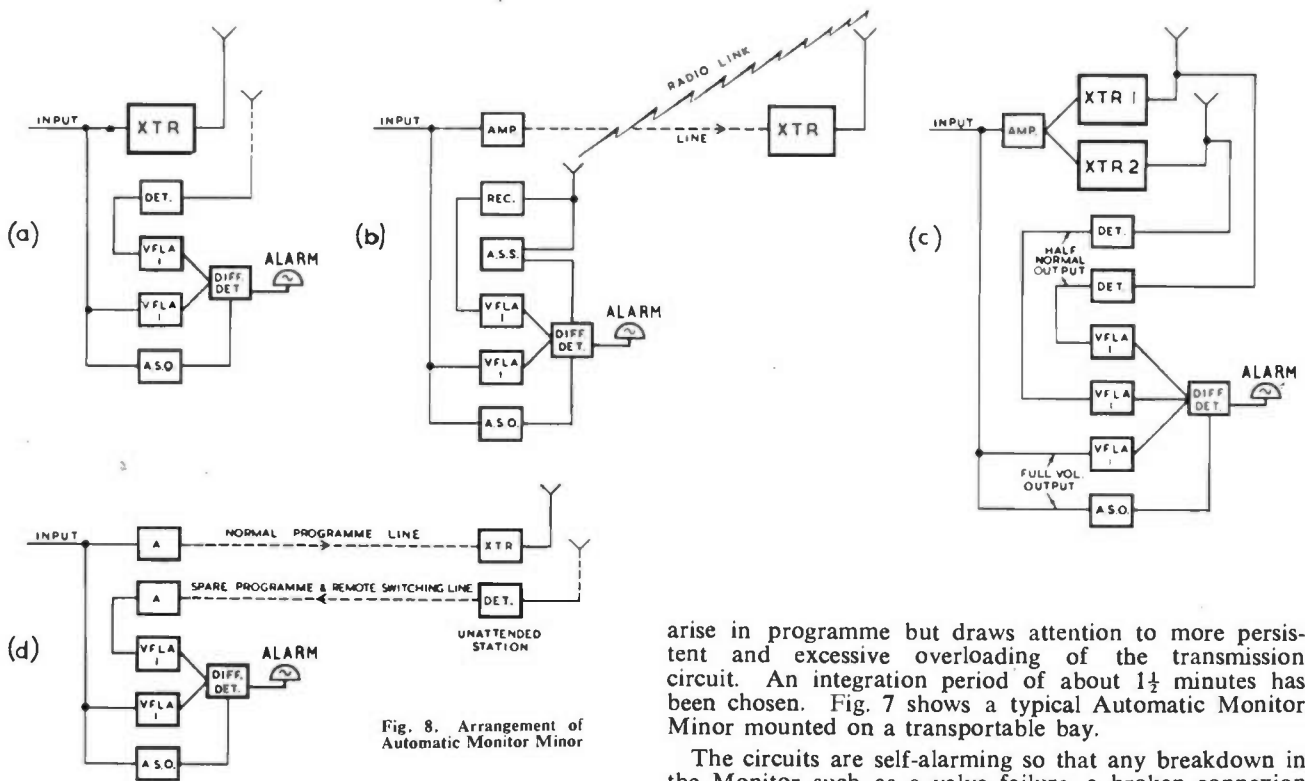 INPUT
XTR
DET.
VFLA
1
VFLA
1
A.S.O
DIFF.
DET.
ALARM
(a)
INPUT
AMP.
RADIO LINK
LINE
XTR
REC.
A.S.S.
VFLA
1
VFLA
1
A.S.O.
DIFF.
DET.
ALARM
(b)
INPUT
AMP.
XTR 1
XTR 2
DET.
HALF
NORMAL
OUTPUT
DET.
VFLA
1
VFLA
1
VFLA
1
FULL VOL.
OUTPUT
A.S.O.
DIFF
DET.
ALARM
(c)
INPUT
A
NORMAL PROGRAMME LINE
XTR
A
SPARE PROGRAMME & REMOTE SWITCHING LINE
DET.
UNATTENDED
STATION
VFLA
1
VFLA
1
A.S.O.
DIFF.
DET.
ALARM
(d)
Fig. 8. Arrangement of
Automatic Monitor Minor
arise in programme but draws attention to more persis-
tent and excessive overloading of the transmission
circuit. An integration period of about 1½ minutes has
been chosen. Fig. 7 shows a typical Automatic Monitor
Minor mounted on a transportable bay.
The circuits are self-alarming so that any breakdown in
the Monitor such as a valve failure, a broken connexion